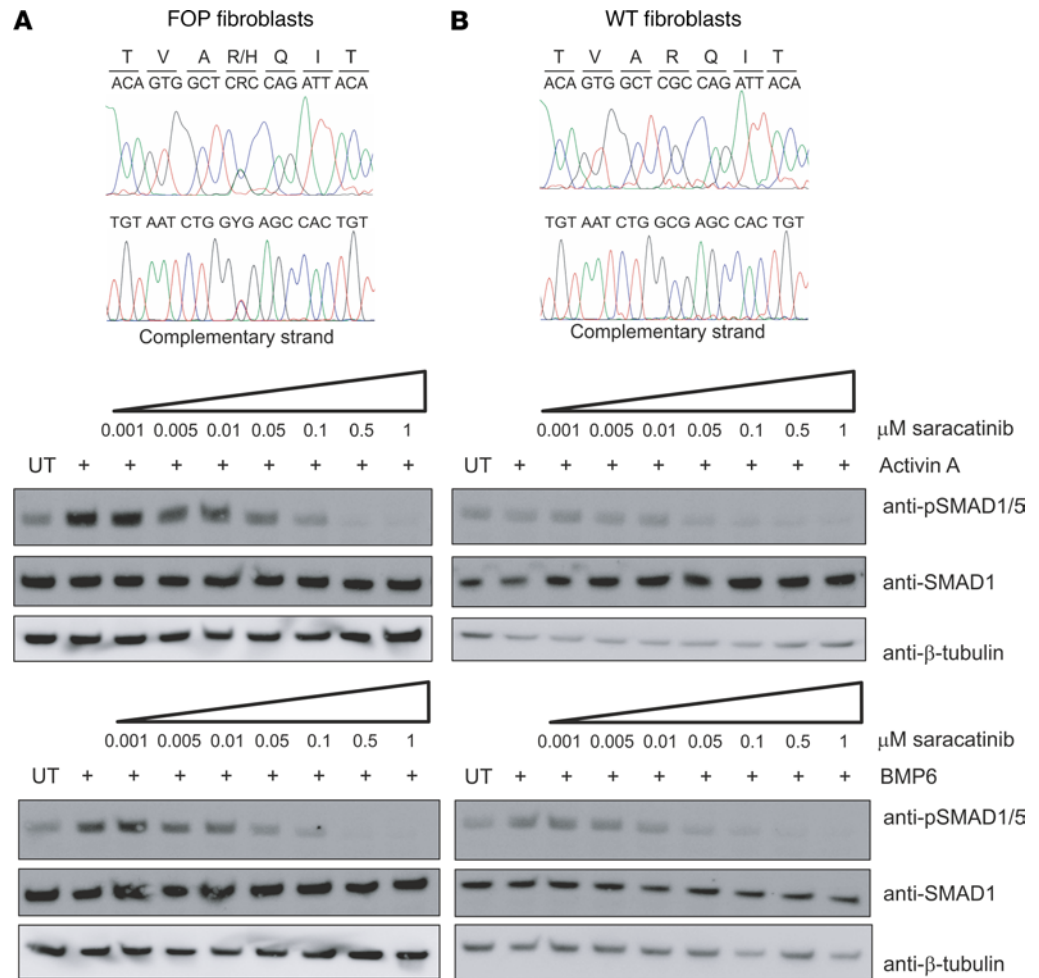 A FOP fibroblasts
T V A R/H Q I T
ACA GTG GCT CRC CAG ATT ACA
TGT AAT CTG GYG AGC CAC TGT
Complementary strand
B WT fibroblasts
T V A R Q I T
ACA GTG GCT CGC CAG ATT ACA
TGT AAT CTG GCG AGC CAC TGT
Complementary strand
0.001 0.005 0.01 0.05 0.1 0.5 1 0.001 0.005 0.01 0.05 0.1 0.5 1 μM saracatinib
UT + + + + + + + + UT + + + + + + + + Activin A
anti-pSMAD1/5
anti-SMAD1
anti-β-tubulin
0.001 0.005 0.01 0.05 0.1 0.5 1 0.001 0.005 0.01 0.05 0.1 0.5 1 μM saracatinib
UT + + + + + + + + UT + + + + + + + + BMP6
anti-pSMAD1/5
anti-SMAD1
anti-β-tubulin